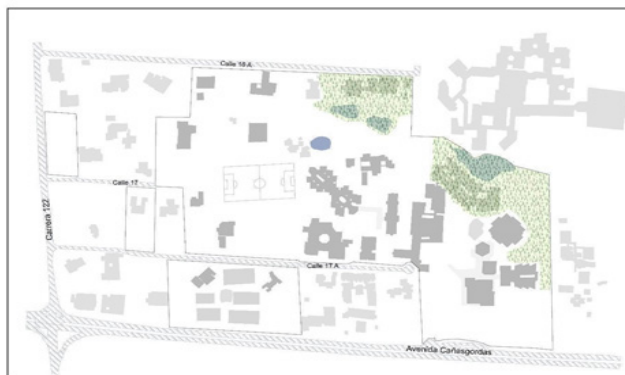 Calle 18 A
Calle 17
Carrera 122
Calle 17 A
Avenida Cañasgordas